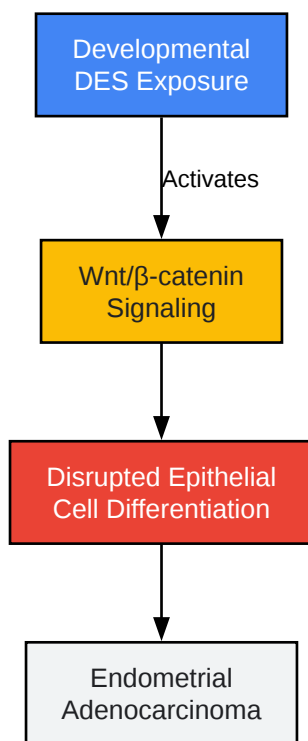 Developmental
DES Exposure
Activates
Wnt/β-catenin
Signaling
Disrupted Epithelial
Cell Differentiation
Endometrial
Adenocarcinoma